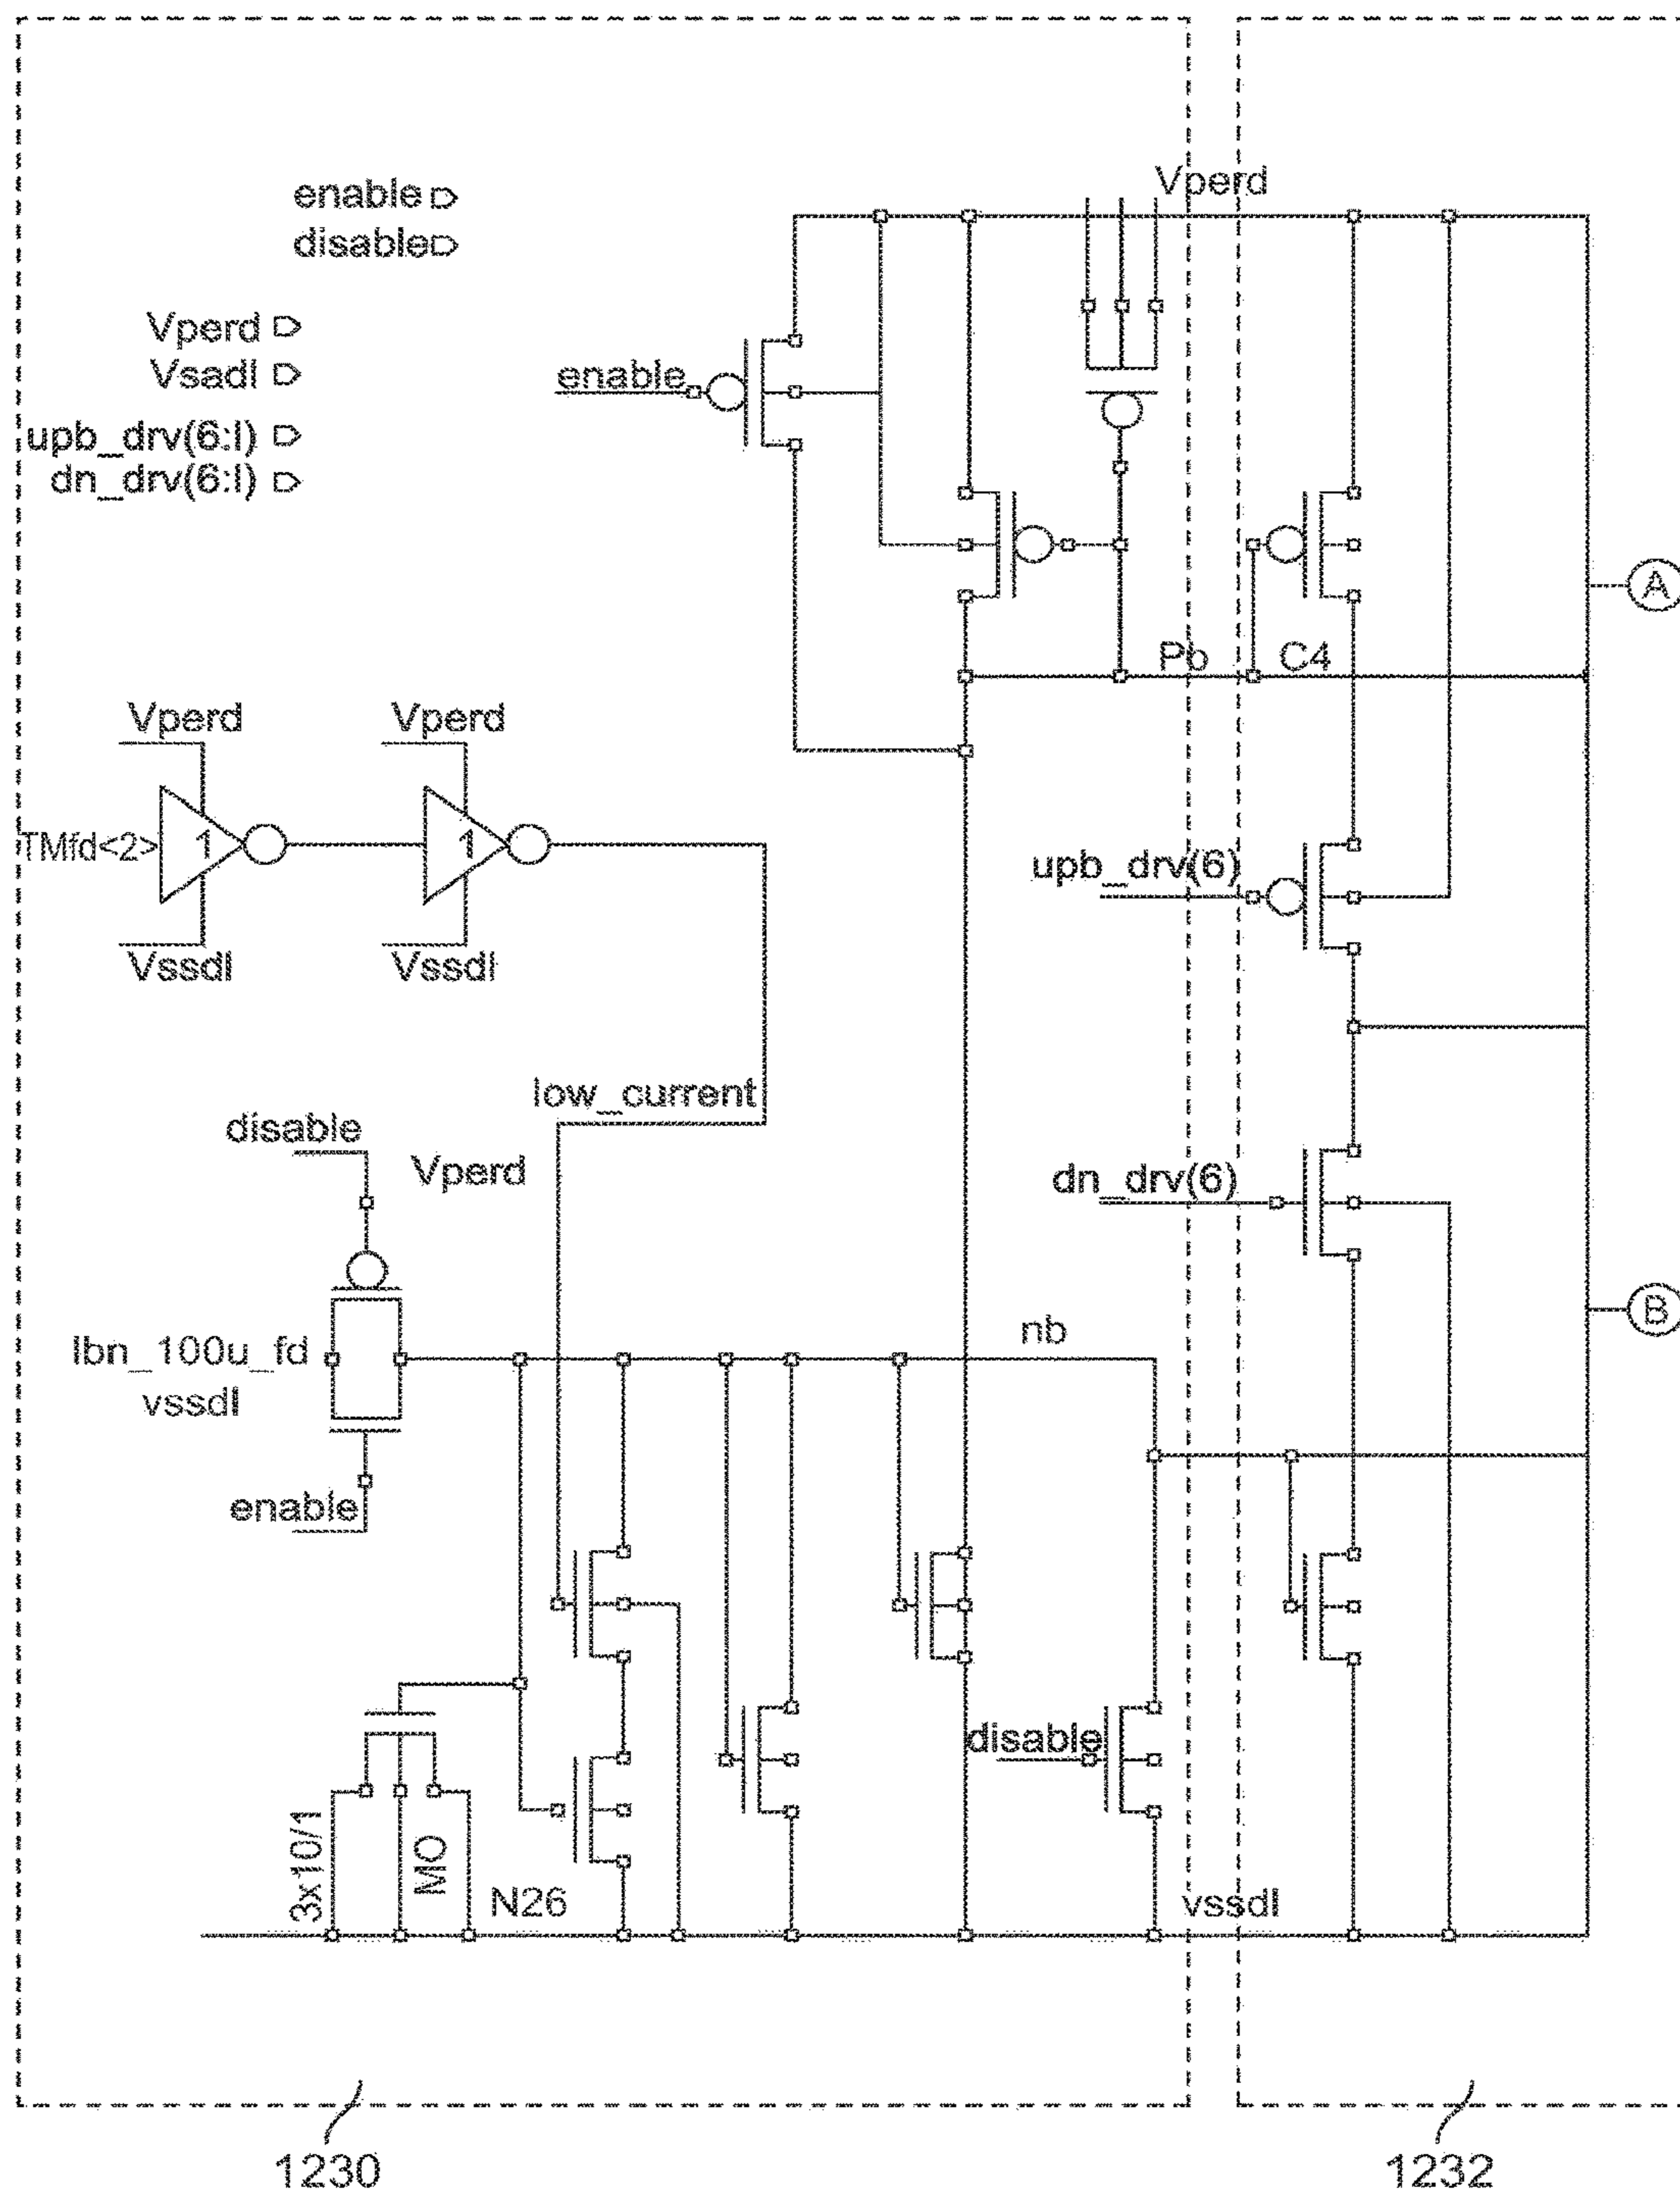 Vperd
enable
disable
Vperd
Vsadl
enable
upb_drv(6:l)
dn_drv(6:l)
A
Pb
C4
Vperd
Vperd
TMfd<2>
1
1
upb_drv(6)
Vssdl
Vssdl
low_current
disable
Vperd
dn_drv(6)
B
Ibn_100u_fd
nb
vssdl
enable
disable
3x10/1
MO
N26
vssdl
1230
1232